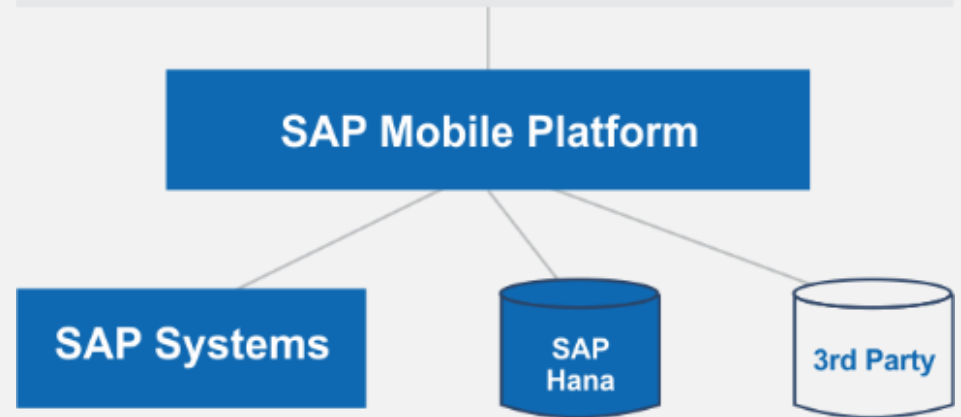 SAP Mobile Platform
SAP Systems
SAP
Hana
3rd Party